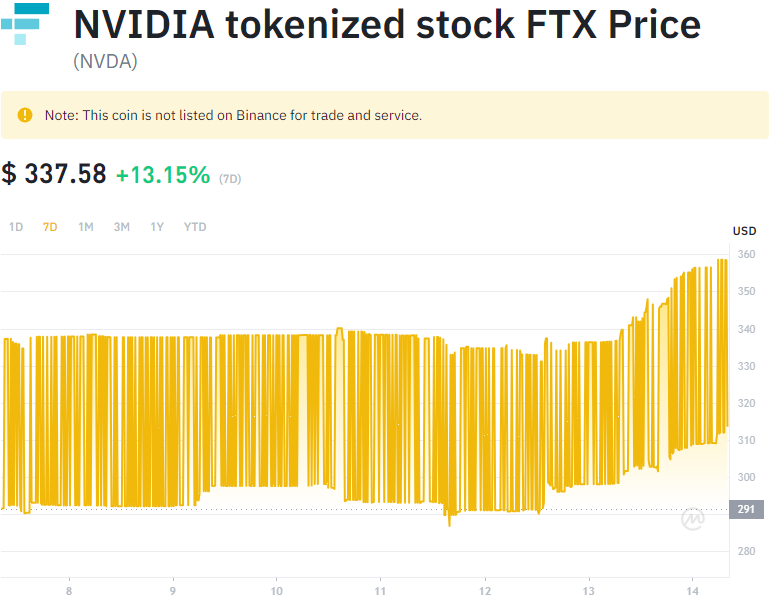 NVIDIA tokenized stock FTX Price
(NVDA)
Note: This coin is not listed on Binance for trade and service.
$ 337.58 +13.15% (7D)
1D 7D 1M 3M 1Y YTD
USD
360
350
340
330
320
310
300
291
280
8 9 10 11 12 13 14